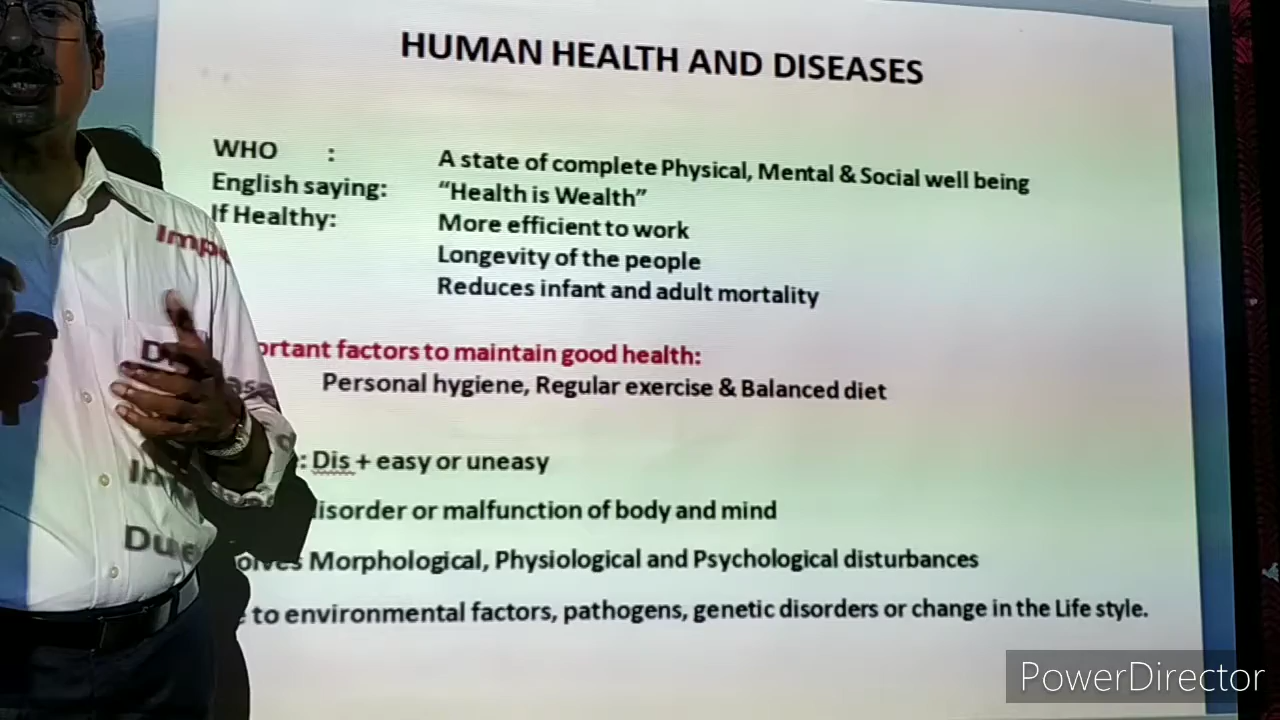 HUMAN HEALTH AND DISEASES
WHO : A state of complete Physical, Mental & Social well being
English saying: “Health is Wealth”
If Healthy: More efficient to work
Longevity of the people
Reduces infant and adult mortality
ortant factors to maintain good health:
Personal hygiene, Regular exercise & Balanced diet
: Dis + easy or uneasy
isorder or malfunction of body and mind
olves Morphological, Physiological and Psychological disturbances
to environmental factors, pathogens, genetic disorders or change in the Life style.
PowerDirector